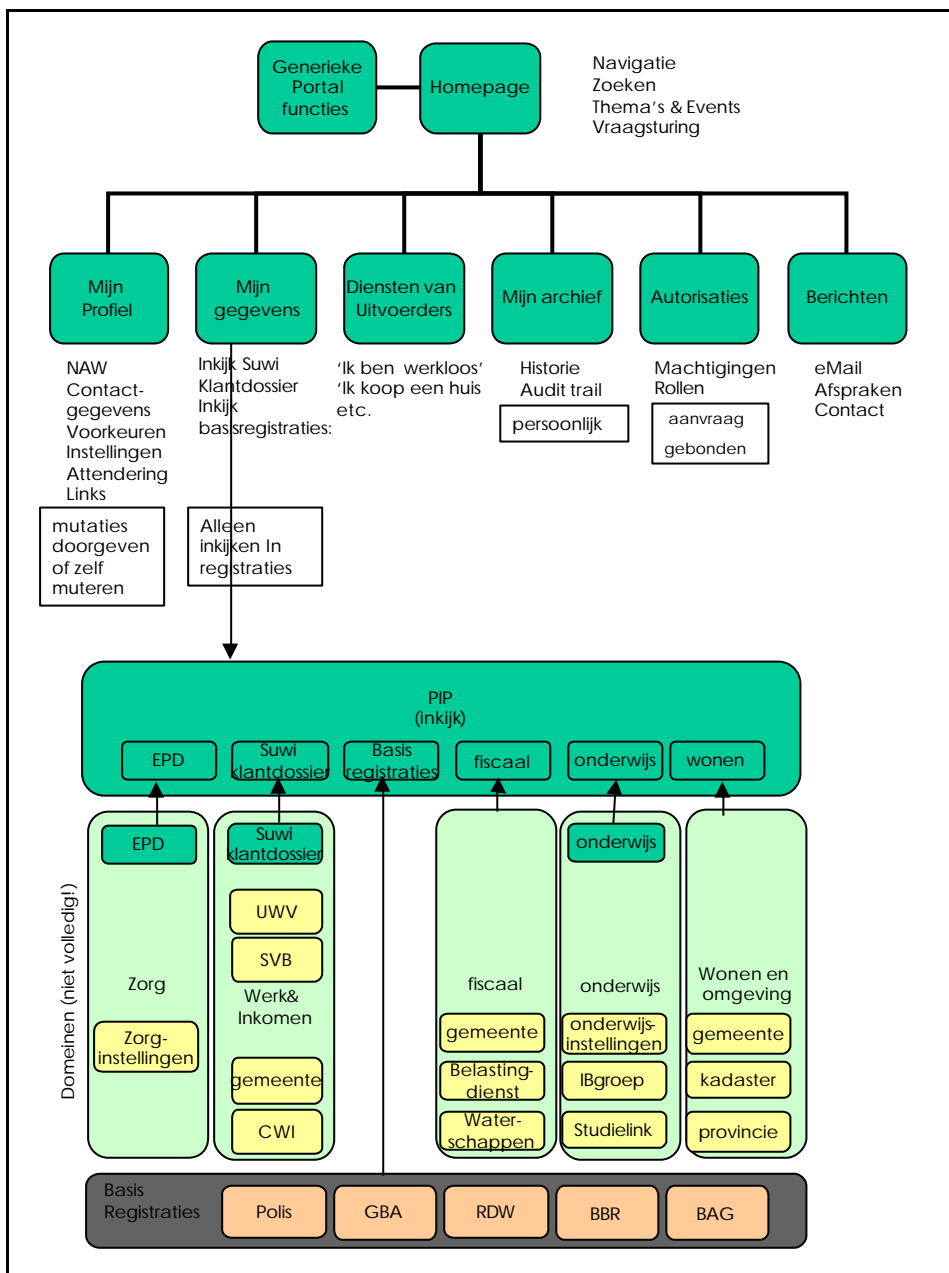 Generieke
Portal
functies
Homepage
Navigatie
Zoeken
Thema's & Events
Vraagsturing
Mijn
Profiel
Mijn
gegevens
Diensten van
Uitvoerders
Mijn archief
Autorisaties
Berichten
NAW
Contact-
gegevens
Voorkeuren
Instellingen
Attendering
Links
mutaties
doorgeven
of zelf
muteren
Inkijk Suwi
Klantdossier
Inkijk
basisregistraties:
Alleen
inkijken In
registraties
'Ik ben werkloos'
'Ik koop een huis
etc.
Historie
Audit trail
persoonlijk
Machtigingen
Rollen
aanvraag
gebonden
eMail
Afspraken
Contact
PIP
(inkijk)
EPD
Suwi
klantdossier
Basis
registraties
fiscaal
onderwijs
wonen
Domeinen (niet volledig!)
EPD
Zorg
Zorg-
instellingen
Suwi
klantdossier
UWV
SVB
Werk&
Inkomen
gemeente
CWI
fiscaal
gemeente
Belasting-
dienst
Water-
schappen
onderwijs
onderwijs
onderwijs-
instellingen
IBgroep
Studielink
Wonen en
omgeving
gemeente
kadaster
provincie
Basis
Registraties
Polis
GBA
RDW
BBR
BAG